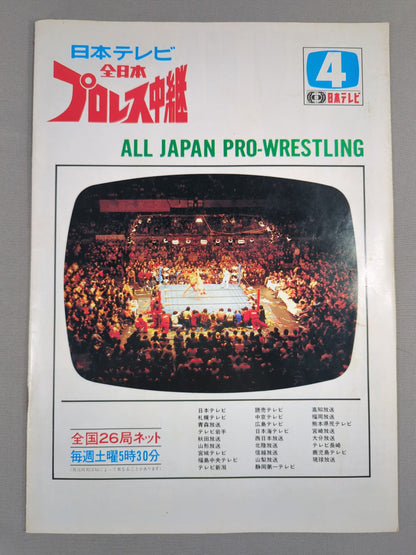 日本テレビ
全日本
プロレス中継
4
日本テレビ
ALL JAPAN PRO-WRESTLING
全国26局ネット
毎週土曜5時30分
日本テレビ
札幌テレビ
青森放送
テレビ岩手
秋田放送
山形放送
宮城テレビ
福島中央テレビ
テレビ新潟
読売テレビ
中京テレビ
広島テレビ
日本海テレビ
西日本放送
北陸放送
信越放送
山梨放送
静岡第一テレビ
高知放送
福岡放送
熊本県民テレビ
宮崎放送
大分放送
テレビ長崎
鹿児島テレビ
琉球放送